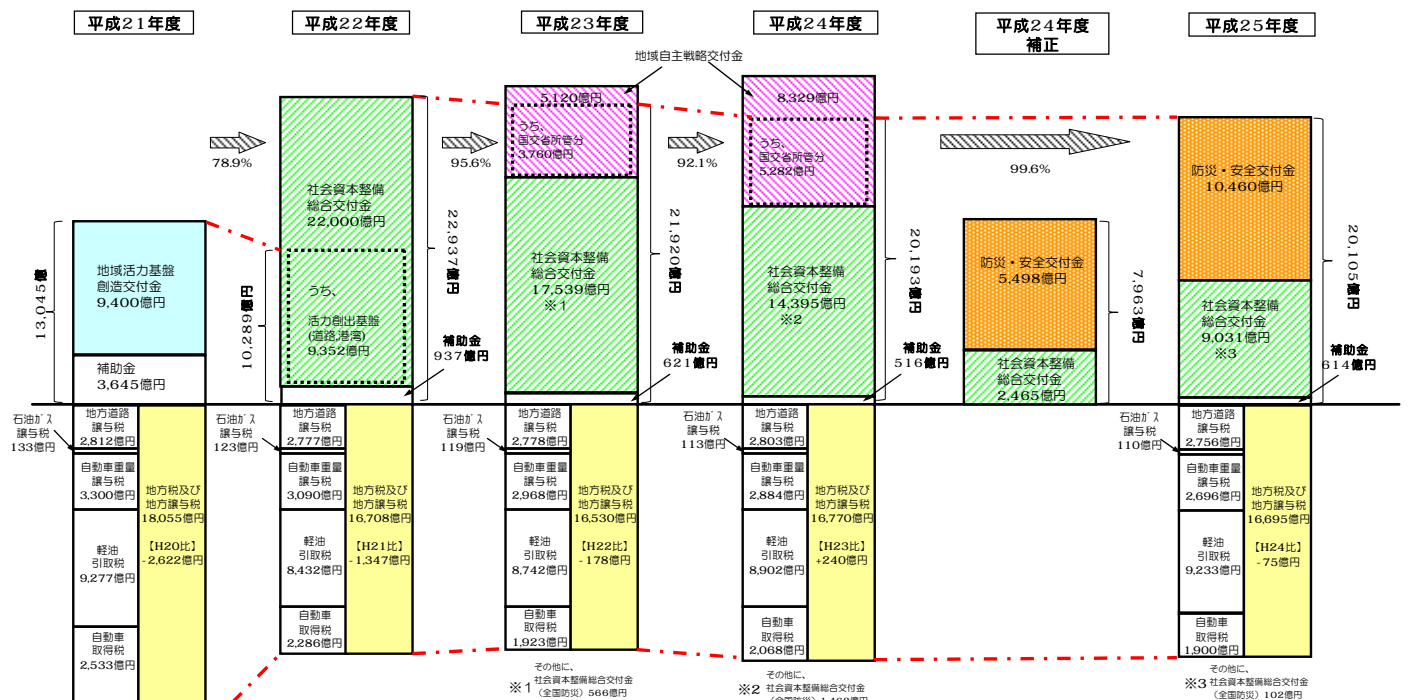 平成21年度
平成22年度
平成23年度
平成24年度
平成24年度
補正
平成25年度
地域自主戦略交付金
78.9%
95.6%
92.1%
99.6%
13,045億
地域活力基盤
創造交付金
9,400億円
補助金
3,645億円
10,289億円
社会資本整備
総合交付金
22,000億円
うち、
活力創出基盤
(道路,港湾)
9,352億円
22,937億円
補助金
937億円
5,120億円
うち、
国交省所管分
3,760億円
社会資本整備
総合交付金
17,539億円
※1
21,920億円
補助金
621億円
8,329億円
うち、
国交省所管分
5,282億円
社会資本整備
総合交付金
14,395億円
※2
20,193億円
補助金
516億円
防災・安全交付金
5,498億円
社会資本整備
総合交付金
2,465億円
7,963億円
防災・安全交付金
10,460億円
社会資本整備
総合交付金
9,031億円
※3
20,105億円
補助金
614億円
石油ガス
譲与税
133億円
地方道路
譲与税
2,812億円
自動車重量
譲与税
3,300億円
軽油
引取税
9,277億円
自動車
取得税
2,533億円
地方税及び
地方譲与税
18,055億円
【H20比】
-2,622億円
石油ガス
譲与税
123億円
地方道路
譲与税
2,777億円
自動車重量
譲与税
3,090億円
軽油
引取税
8,432億円
自動車
取得税
2,286億円
地方税及び
地方譲与税
16,708億円
【H21比】
-1,347億円
石油ガス
譲与税
119億円
地方道路
譲与税
2,778億円
自動車重量
譲与税
2,968億円
軽油
引取税
8,742億円
自動車
取得税
1,923億円
地方税及び
地方譲与税
16,530億円
【H22比】
-178億円
石油ガス
譲与税
113億円
地方道路
譲与税
2,803億円
自動車重量
譲与税
2,884億円
軽油
引取税
8,902億円
自動車
取得税
2,068億円
地方税及び
地方譲与税
16,770億円
【H23比】
+240億円
石油ガス
譲与税
110億円
地方道路
譲与税
2,756億円
自動車重量
譲与税
2,696億円
軽油
引取税
9,233億円
自動車
取得税
1,900億円
地方税及び
地方譲与税
16,695億円
【H24比】
-75億円
その他に、
※1 社会資本整備総合交付金
(全国防災) 566億円
その他に、
※2 社会資本整備総合交付金
その他に、
※3 社会資本整備総合交付金
(全国防災) 102億円